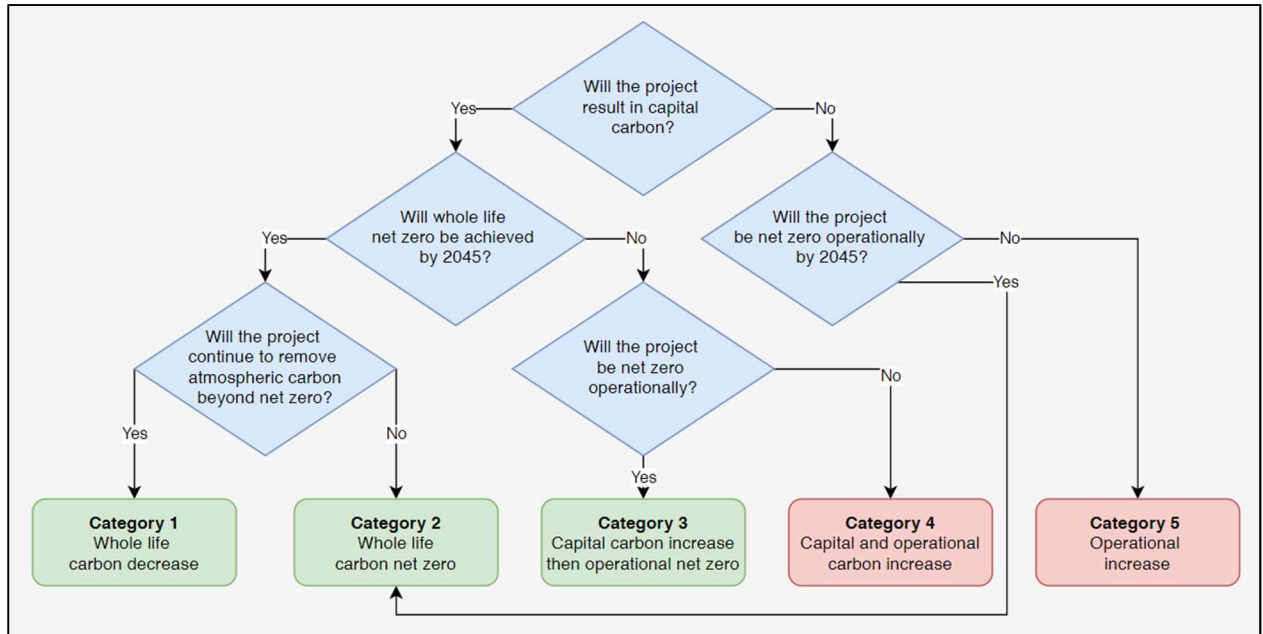 Will the project
result in capital
carbon?
Yes
No
Will whole life
net zero be achieved
by 2045?
Will the project
be net zero operationally
by 2045?
Yes
No
No
Yes
Will the project
continue to remove
atmospheric carbon
beyond net zero?
Will the project
be net zero
operationally?
No
Yes
No
Yes
Category 1
Whole life
carbon decrease
Category 2
Whole life
carbon net zero
Category 3
Capital carbon increase
then operational net zero
Category 4
Capital and operational
carbon increase
Category 5
Operational
increase